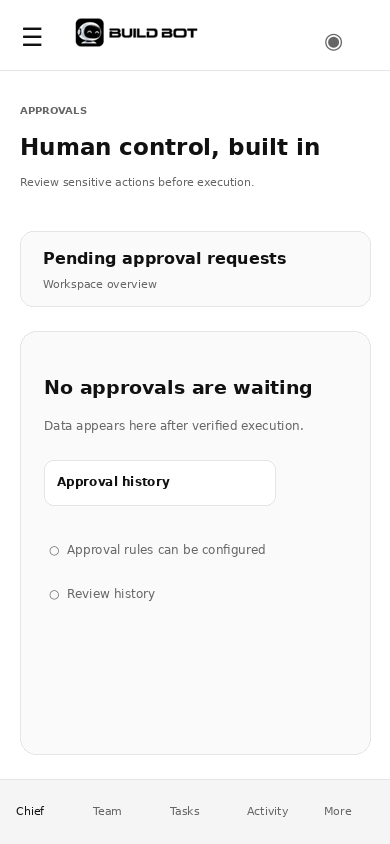 BUILD BOT
APPROVALS
Human control, built in
Review sensitive actions before execution.
Pending approval requests
Workspace overview
No approvals are waiting
Data appears here after verified execution.
Approval history
Approval rules can be configured
Review history
Chief Team Tasks Activity More